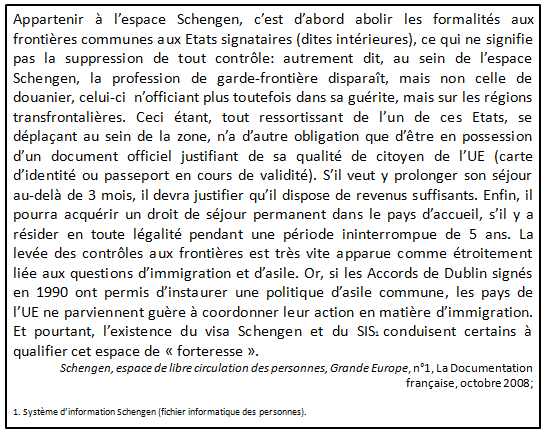 Appartenir à l’espace Schengen, c’est d’abord abolir les formalités aux
frontières communes aux Etats signataires (dites intérieures), ce qui ne signifie
pas la suppression de tout contrôle: autrement dit, au sein de l’espace
Schengen, la profession de garde-frontière disparaît, mais non celle de
douanier, celui-ci n’officiant plus toutefois dans sa guérite, mais sur les régions
transfrontalières. Ceci étant, tout ressortissant de l’un de ces Etats, se
déplaçant au sein de la zone, n’a d’autre obligation que d’être en possession
d’un document officiel justifiant de sa qualité de citoyen de l’UE (carte
d’identité ou passeport en cours de validité). S’il veut y prolonger son séjour
au-delà de 3 mois, il devra justifier qu’il dispose de revenus suffisants. Enfin, il
pourra acquérir un droit de séjour permanent dans le pays d’accueil, s’il y a
résider en toute légalité pendant une période ininterrompue de 5 ans. La
levée des contrôles aux frontières est très vite apparue comme étroitement
liée aux questions d’immigration et d’asile. Or, si les Accords de Dublin signés
en 1990 ont permis d’instaurer une politique d’asile commune, les pays de
l’UE ne parviennent guère à coordonner leur action en matière d’immigration.
Et pourtant, l’existence du visa Schengen et du SIS1 conduisent certains à
qualifier cet espace de « forteresse ».
Schengen, espace de libre circulation des personnes, Grande Europe, n°1, La Documentation
française, octobre 2008;
1. Système d’information Schengen (fichier informatique des personnes).